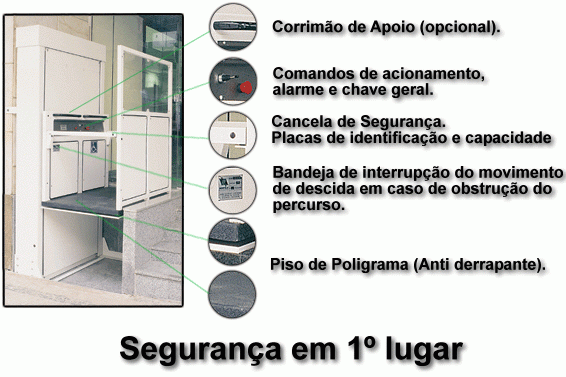 Corrimão de Apoio (opcional).
Comandos de acionamento,
alarme e chave geral.
Cancela de Segurança.
Placas de identificação e capacidade
Bandeja de interrupção do movimento
de descida em caso de obstrução do
percurso.
Piso de Poligrama (Anti derrapante).
Segurança em 1º lugar